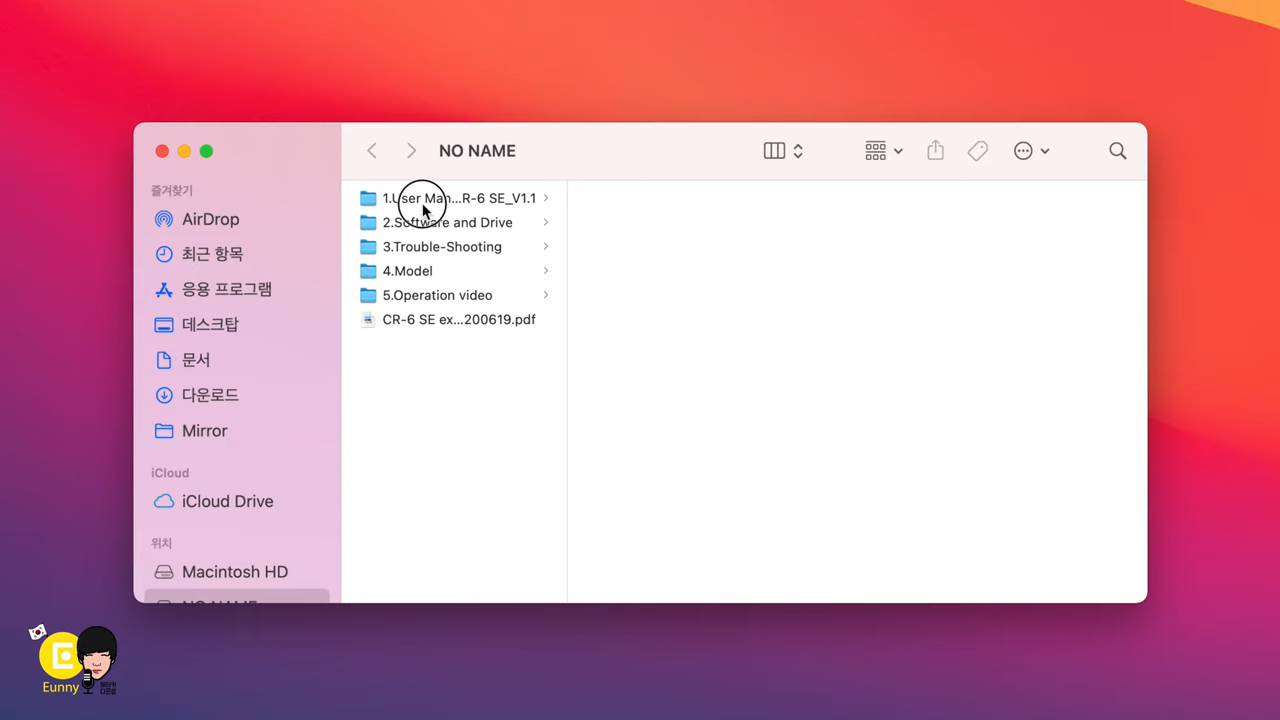 NO NAME
즐겨찾기
AirDrop
최근 항목
응용 프로그램
데스크탑
문서
다운로드
Mirror
iCloud
iCloud Drive
위치
Macintosh HD
NO NAME
1.User Man...R-6 SE_V1.1
2.Software and Drive
3.Trouble-Shooting
4.Model
5.Operation video
CR-6 SE ex...200619.pdf
Eunny